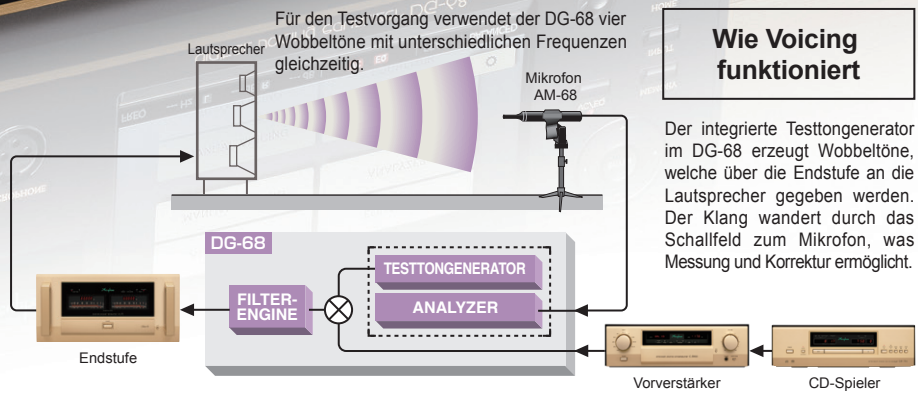 Für den Testvorgang verwendet der DG-68 vier
Wobbeltöne mit unterschiedlichen Frequenzen
gleichzeitig.
Lautsprecher
Mikrofon
AM-68
Wie Voicing
funktioniert
Der integrierte Testtongenerator
im DG-68 erzeugt Wobbeltöne,
welche über die Endstufe an die
Lautsprecher gegeben werden.
Der Klang wandert durch das
Schallfeld zum Mikrofon, was
Messung und Korrektur ermöglicht.
DG-68
TESTTONGENERATOR
ANALYZER
FILTER-
ENGINE
Endstufe
Vorverstärker
CD-Spieler